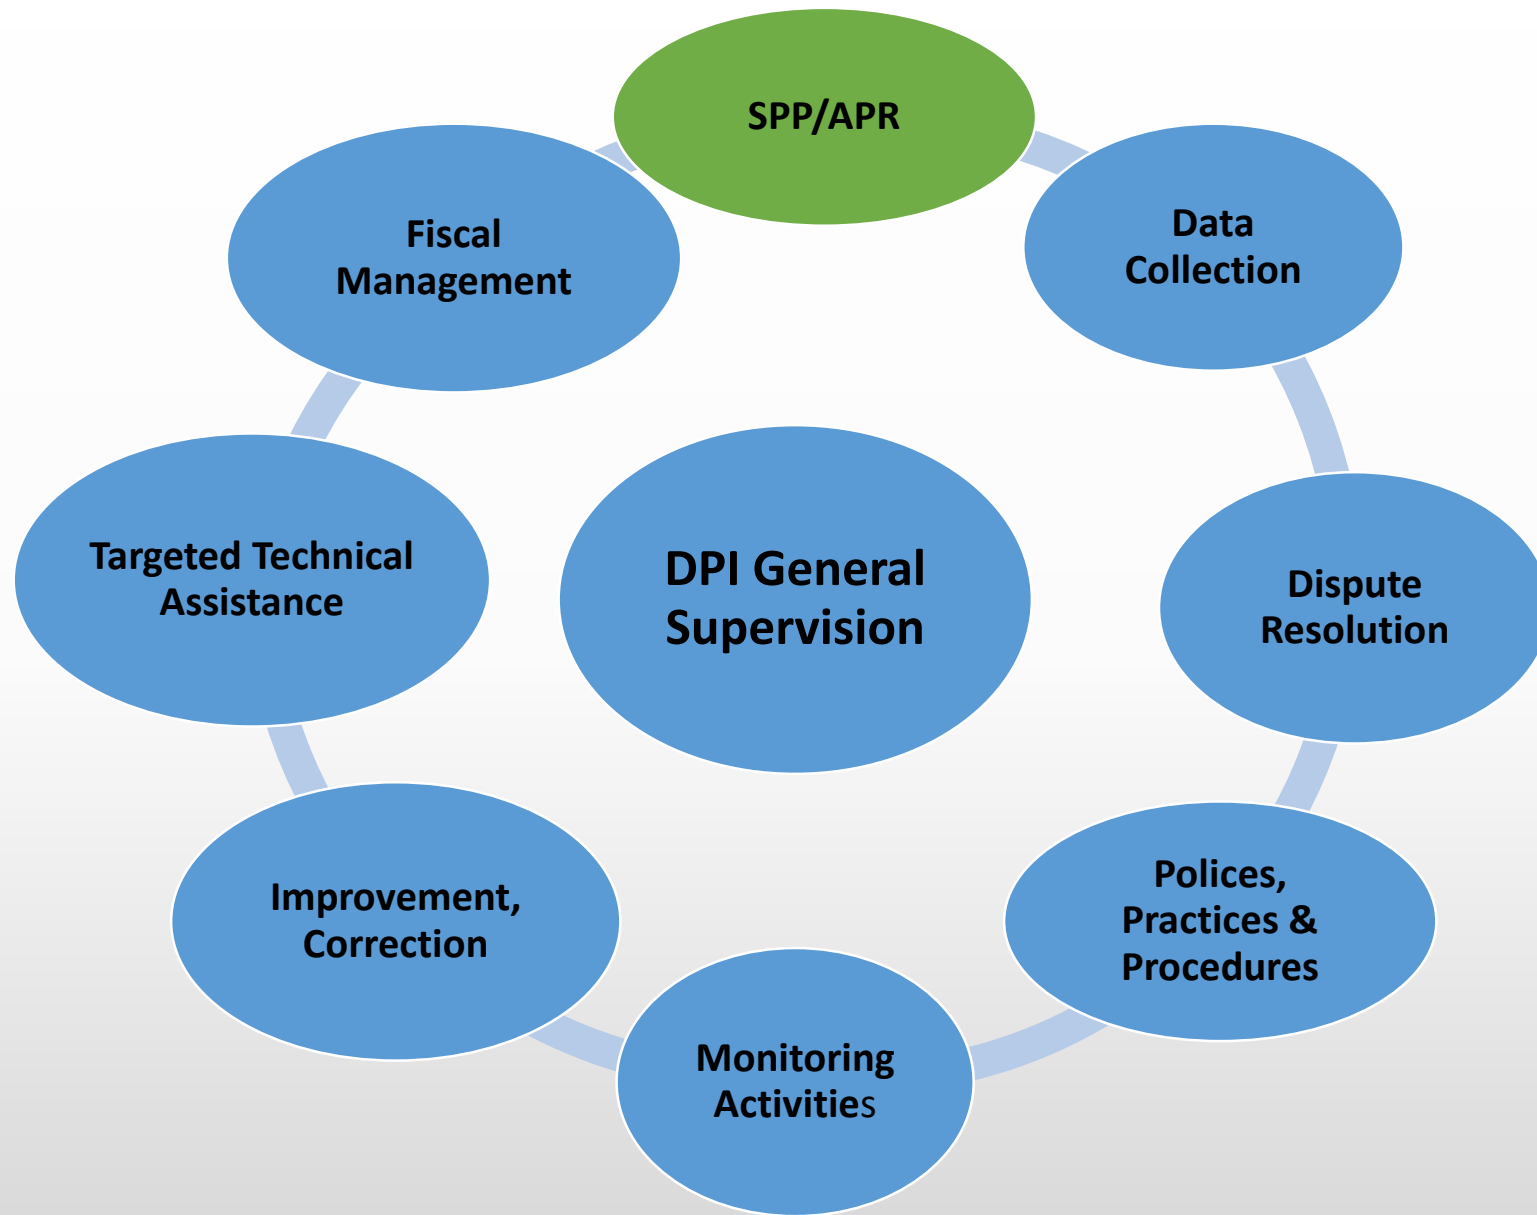 SPP/APR
Data
Collection
Fiscal
Management
Targeted Technical
Assistance
DPI General
Supervision
Dispute
Resolution
Improvement,
Correction
Polices,
Practices &
Procedures
Monitoring
Activities